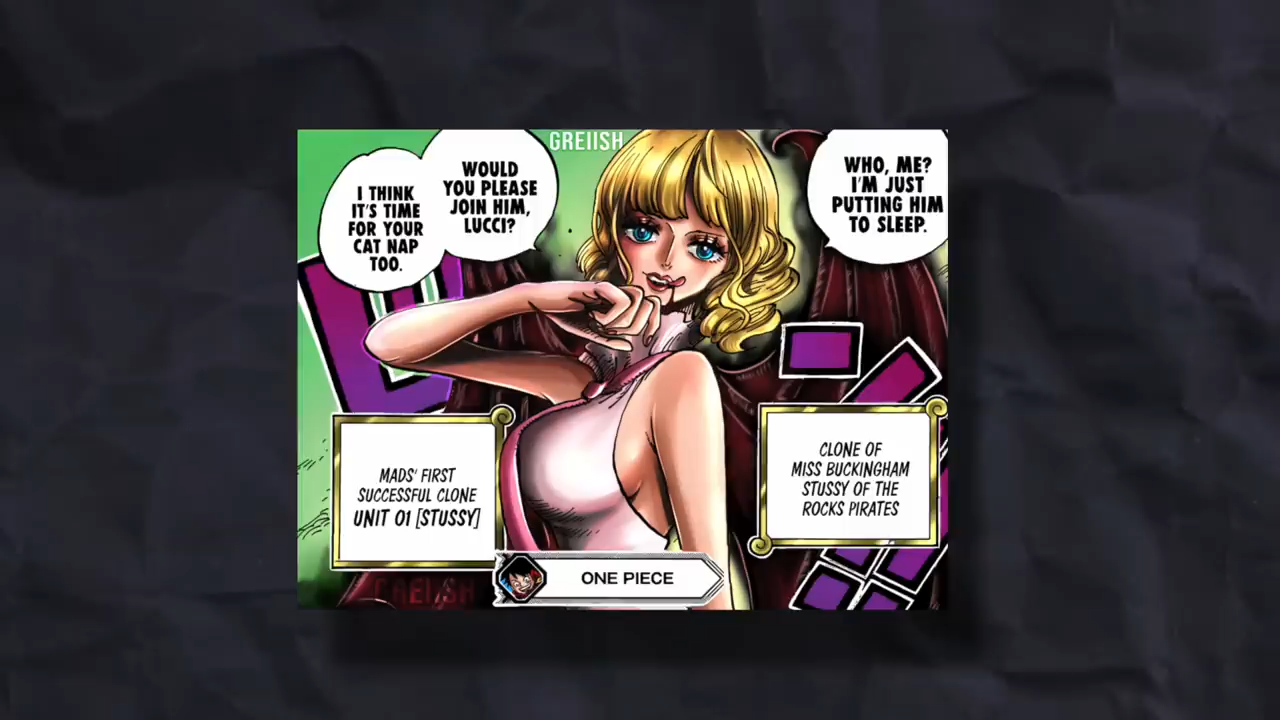 GREIISH
WHO, ME?
I'M JUST
PUTTING HIM
TO SLEEP.
WOULD
YOU PLEASE
JOIN HIM,
LUCCI?
I THINK
IT'S TIME
FOR YOUR
CAT NAP
TOO.
CLONE OF
MISS BUCKINGHAM
STUSSY OF THE
ROCKS PIRATES
MADS' FIRST
SUCCESSFUL CLONE
UNIT 01 [STUSSY]
ONE PIECE
GREIISH